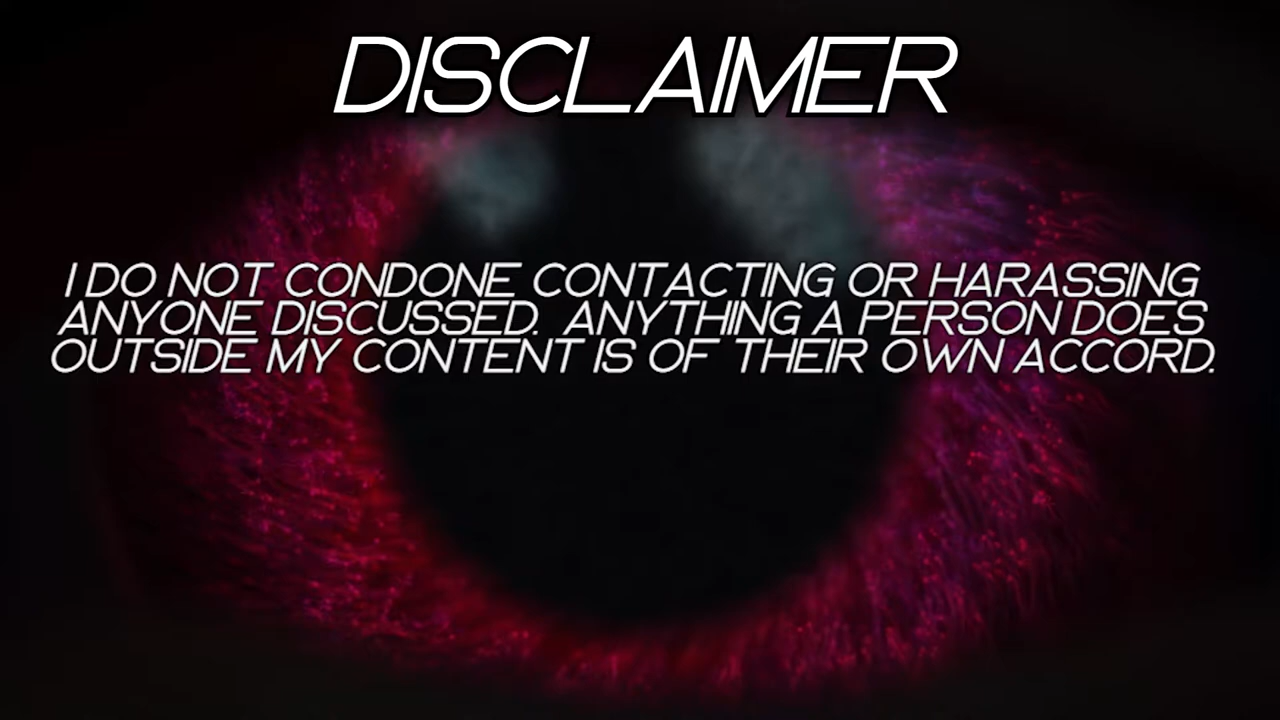 DISCLAIMER
I DO NOT CONDONE CONTACTING OR HARASSING
ANYONE DISCUSSED. ANYTHING A PERSON DOES
OUTSIDE MY CONTENT IS OF THEIR OWN ACCORD.